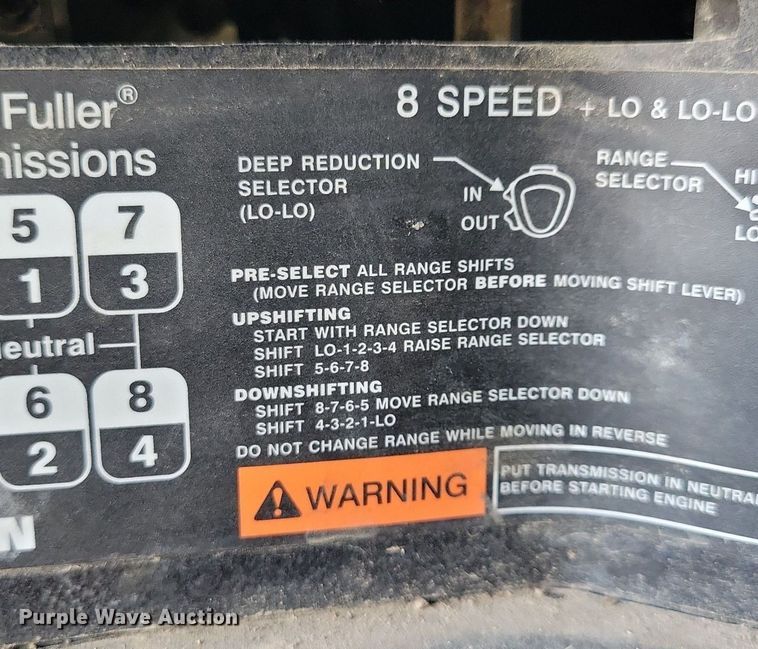 Fuller®
8 SPEED + LO & LO-LO
DEEP REDUCTION
SELECTOR
(LO-LO)
IN
OUT
RANGE
SELECTOR
HI
LO
5 7
1 3
6 8
2 4
PRE-SELECT ALL RANGE SHIFTS
(MOVE RANGE SELECTOR BEFORE MOVING SHIFT LEVER)
UPSHIFTING
START WITH RANGE SELECTOR DOWN
SHIFT LO-1-2-3-4 RAISE RANGE SELECTOR
SHIFT 5-6-7-8
DOWNSHIFTING
SHIFT 8-7-6-5 MOVE RANGE SELECTOR DOWN
SHIFT 4-3-2-1-LO
DO NOT CHANGE RANGE WHILE MOVING IN REVERSE
WARNING
PUT TRANSMISSION IN NEUTRA
BEFORE STARTING ENGINE
Purple Wave Auction